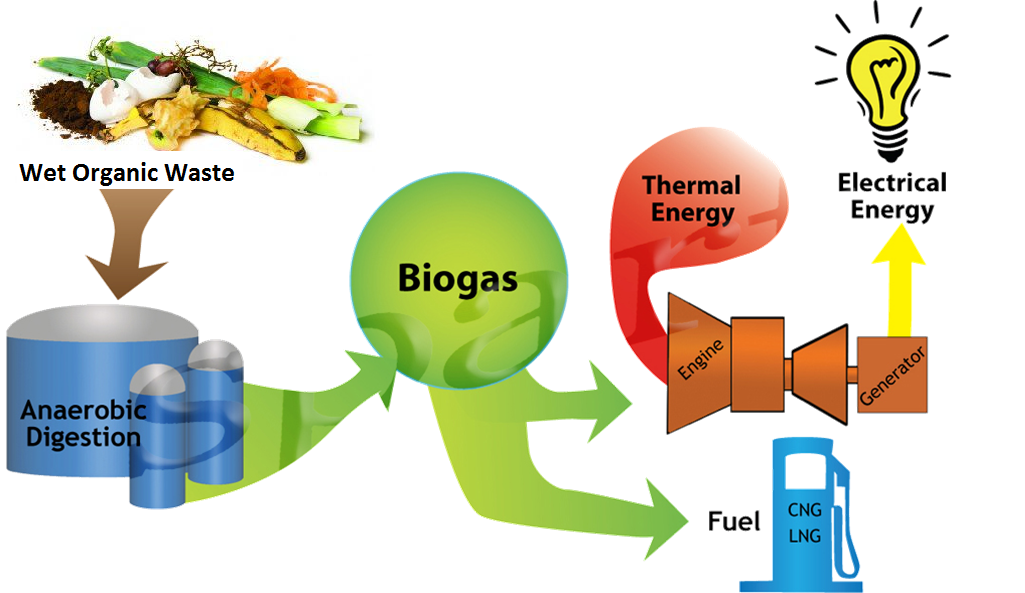 Wet Organic Waste
Anaerobic
Digestion
Biogas
Thermal
Energy
Electrical
Energy
Engine
Generator
Fuel
CNG
LNG